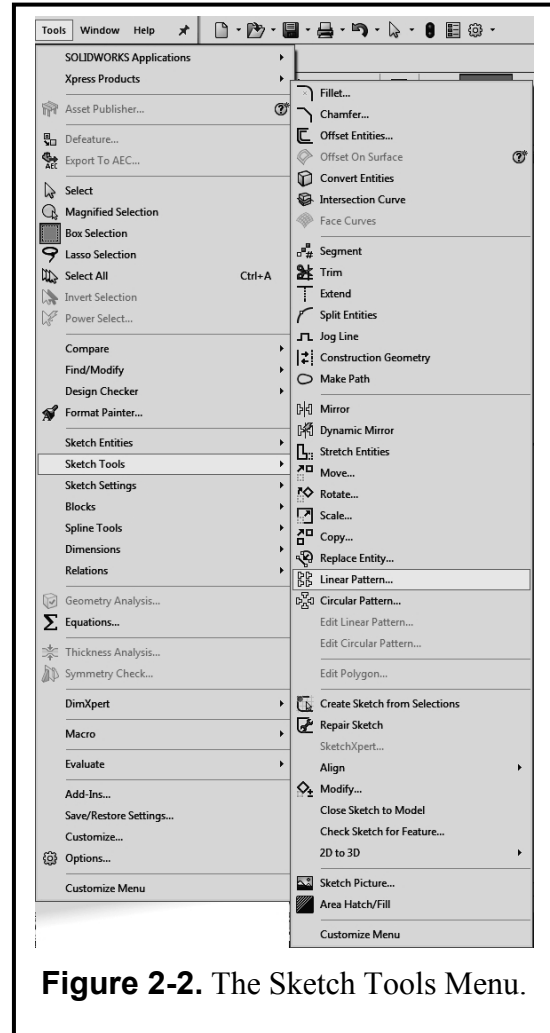 Tools Window Help
SOLIDWORKS Applications
Xpress Products
Asset Publisher...
Defeature...
Export To AEC...
Select
Magnified Selection
Box Selection
Lasso Selection
Select All Ctrl+A
Invert Selection
Power Select...
Compare
Find/Modify
Design Checker
Format Painter...
Sketch Entities
Sketch Tools
Sketch Settings
Blocks
Spline Tools
Dimensions
Relations
Geometry Analysis...
Equations...
Thickness Analysis...
Symmetry Check...
DimXpert
Macro
Evaluate
Add-Ins...
Save/Restore Settings...
Customize...
Options...
Customize Menu
Fillet...
Chamfer...
Offset Entities...
Offset On Surface
Convert Entities
Intersection Curve
Face Curves
Segment
Trim
Extend
Split Entities
Jog Line
Construction Geometry
Make Path
Mirror
Dynamic Mirror
Stretch Entities
Move...
Rotate...
Scale...
Copy...
Replace Entity...
Linear Pattern...
Circular Pattern...
Edit Linear Pattern...
Edit Circular Pattern...
Edit Polygon...
Create Sketch from Selections
Repair Sketch
SketchXpert...
Align
Modify...
Close Sketch to Model
Check Sketch for Feature...
2D to 3D
Sketch Picture...
Area Hatch/Fill
Customize Menu
Figure 2-2. The Sketch Tools Menu.